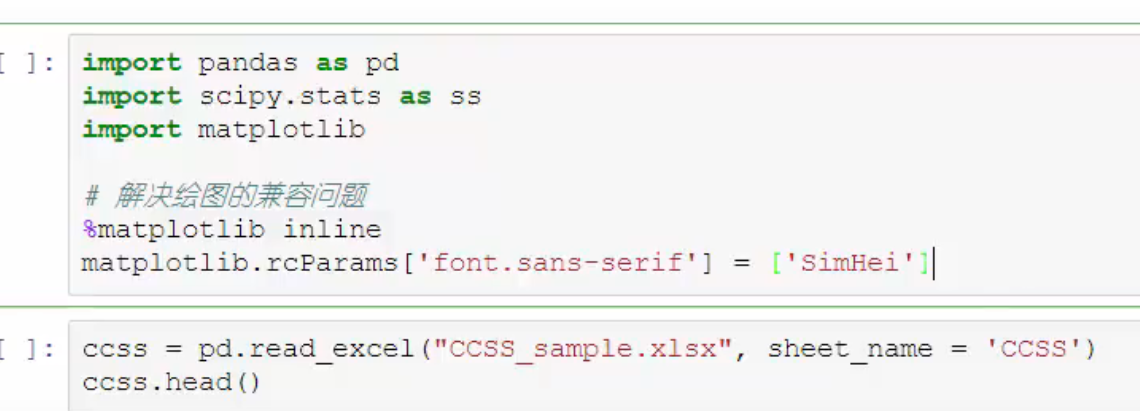 [ ]: import pandas as pd
import scipy.stats as ss
import matplotlib
# 解决绘图的兼容问题
%matplotlib inline
matplotlib.rcParams['font.sans-serif'] = ['SimHei']
[ ]: ccss = pd.read_excel("CCSS_sample.xlsx", sheet_name = 'CCSS')
ccss.head()